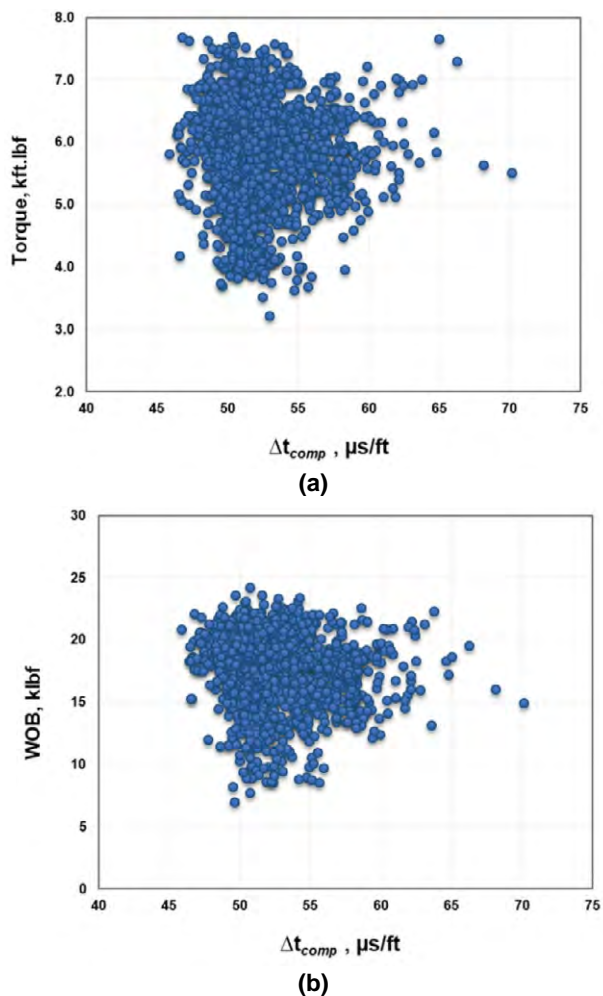 8.0
7.0
6.0
5.0
4.0
3.0
2.0
Torque, kft.lbf
40 45 50 55 60 65 70 75
Δt_comp , µs/ft
(a)
30
25
20
15
10
5
0
WOB, klbf
40 45 50 55 60 65 70 75
Δt_comp , µs/ft
(b)